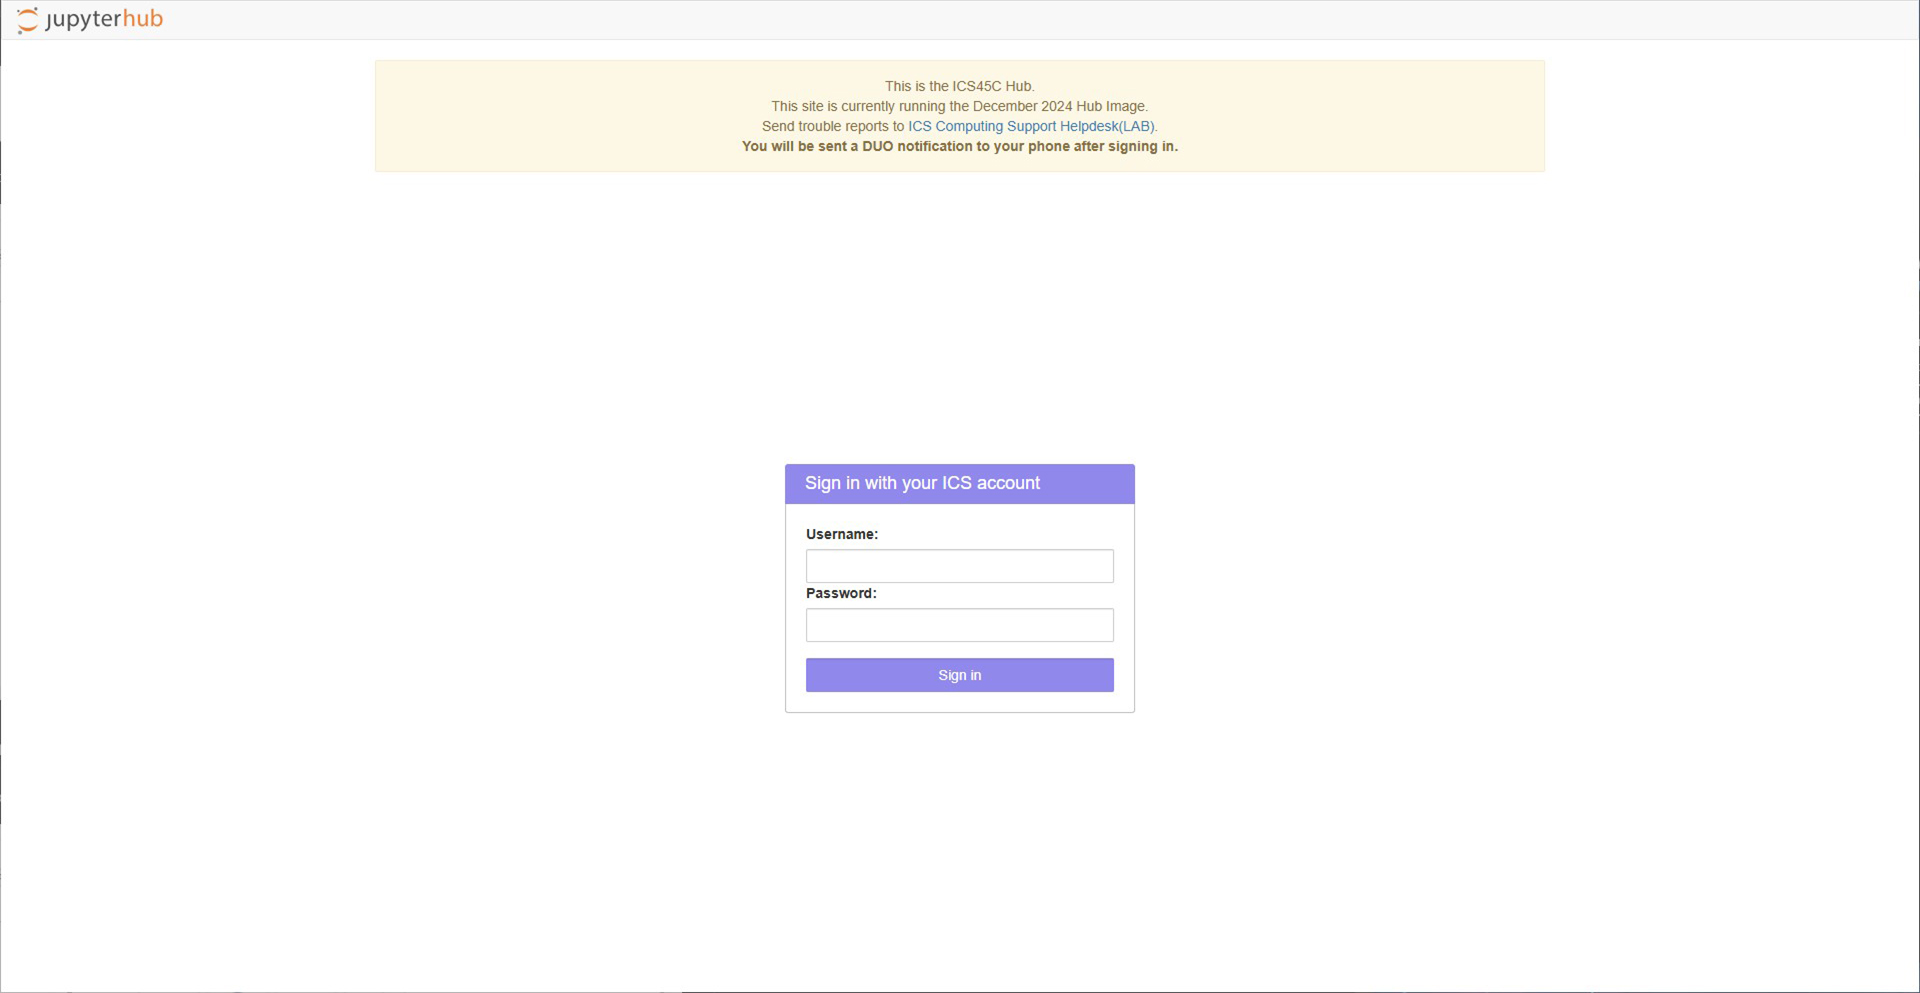 jupyterhub
This is the ICS45C Hub.
This site is currently running the December 2024 Hub Image.
Send trouble reports to ICS Computing Support Helpdesk(LAB).
You will be sent a DUO notification to your phone after signing in.
Sign in with your ICS account
Username:
Password:
Sign in